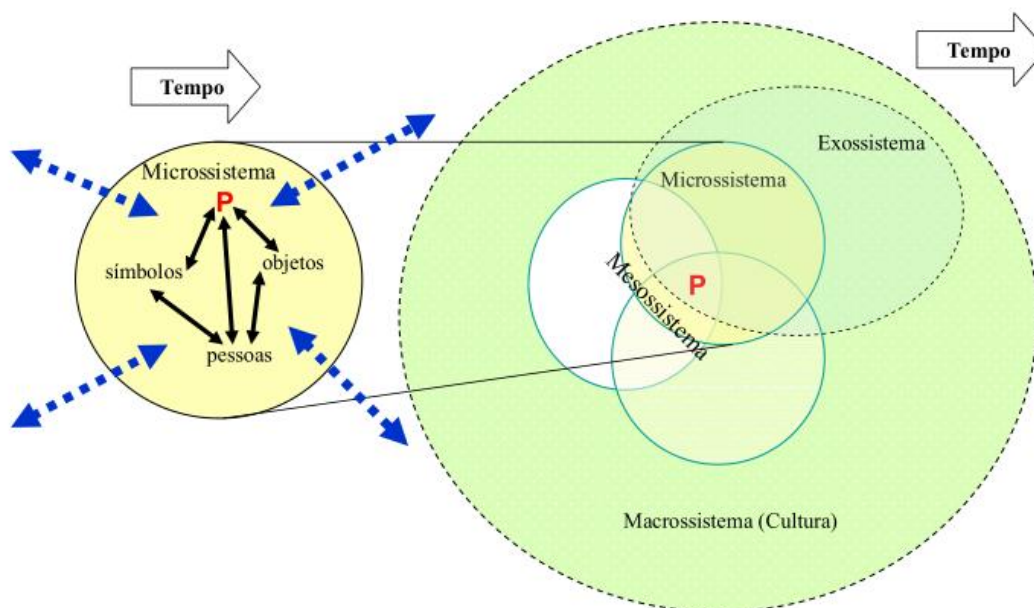 Tempo
Microssistema
P
símbolos
objetos
pessoas
Tempo
Exossistema
Microssistema
Mesossistema
P
Macrossistema (Cultura)